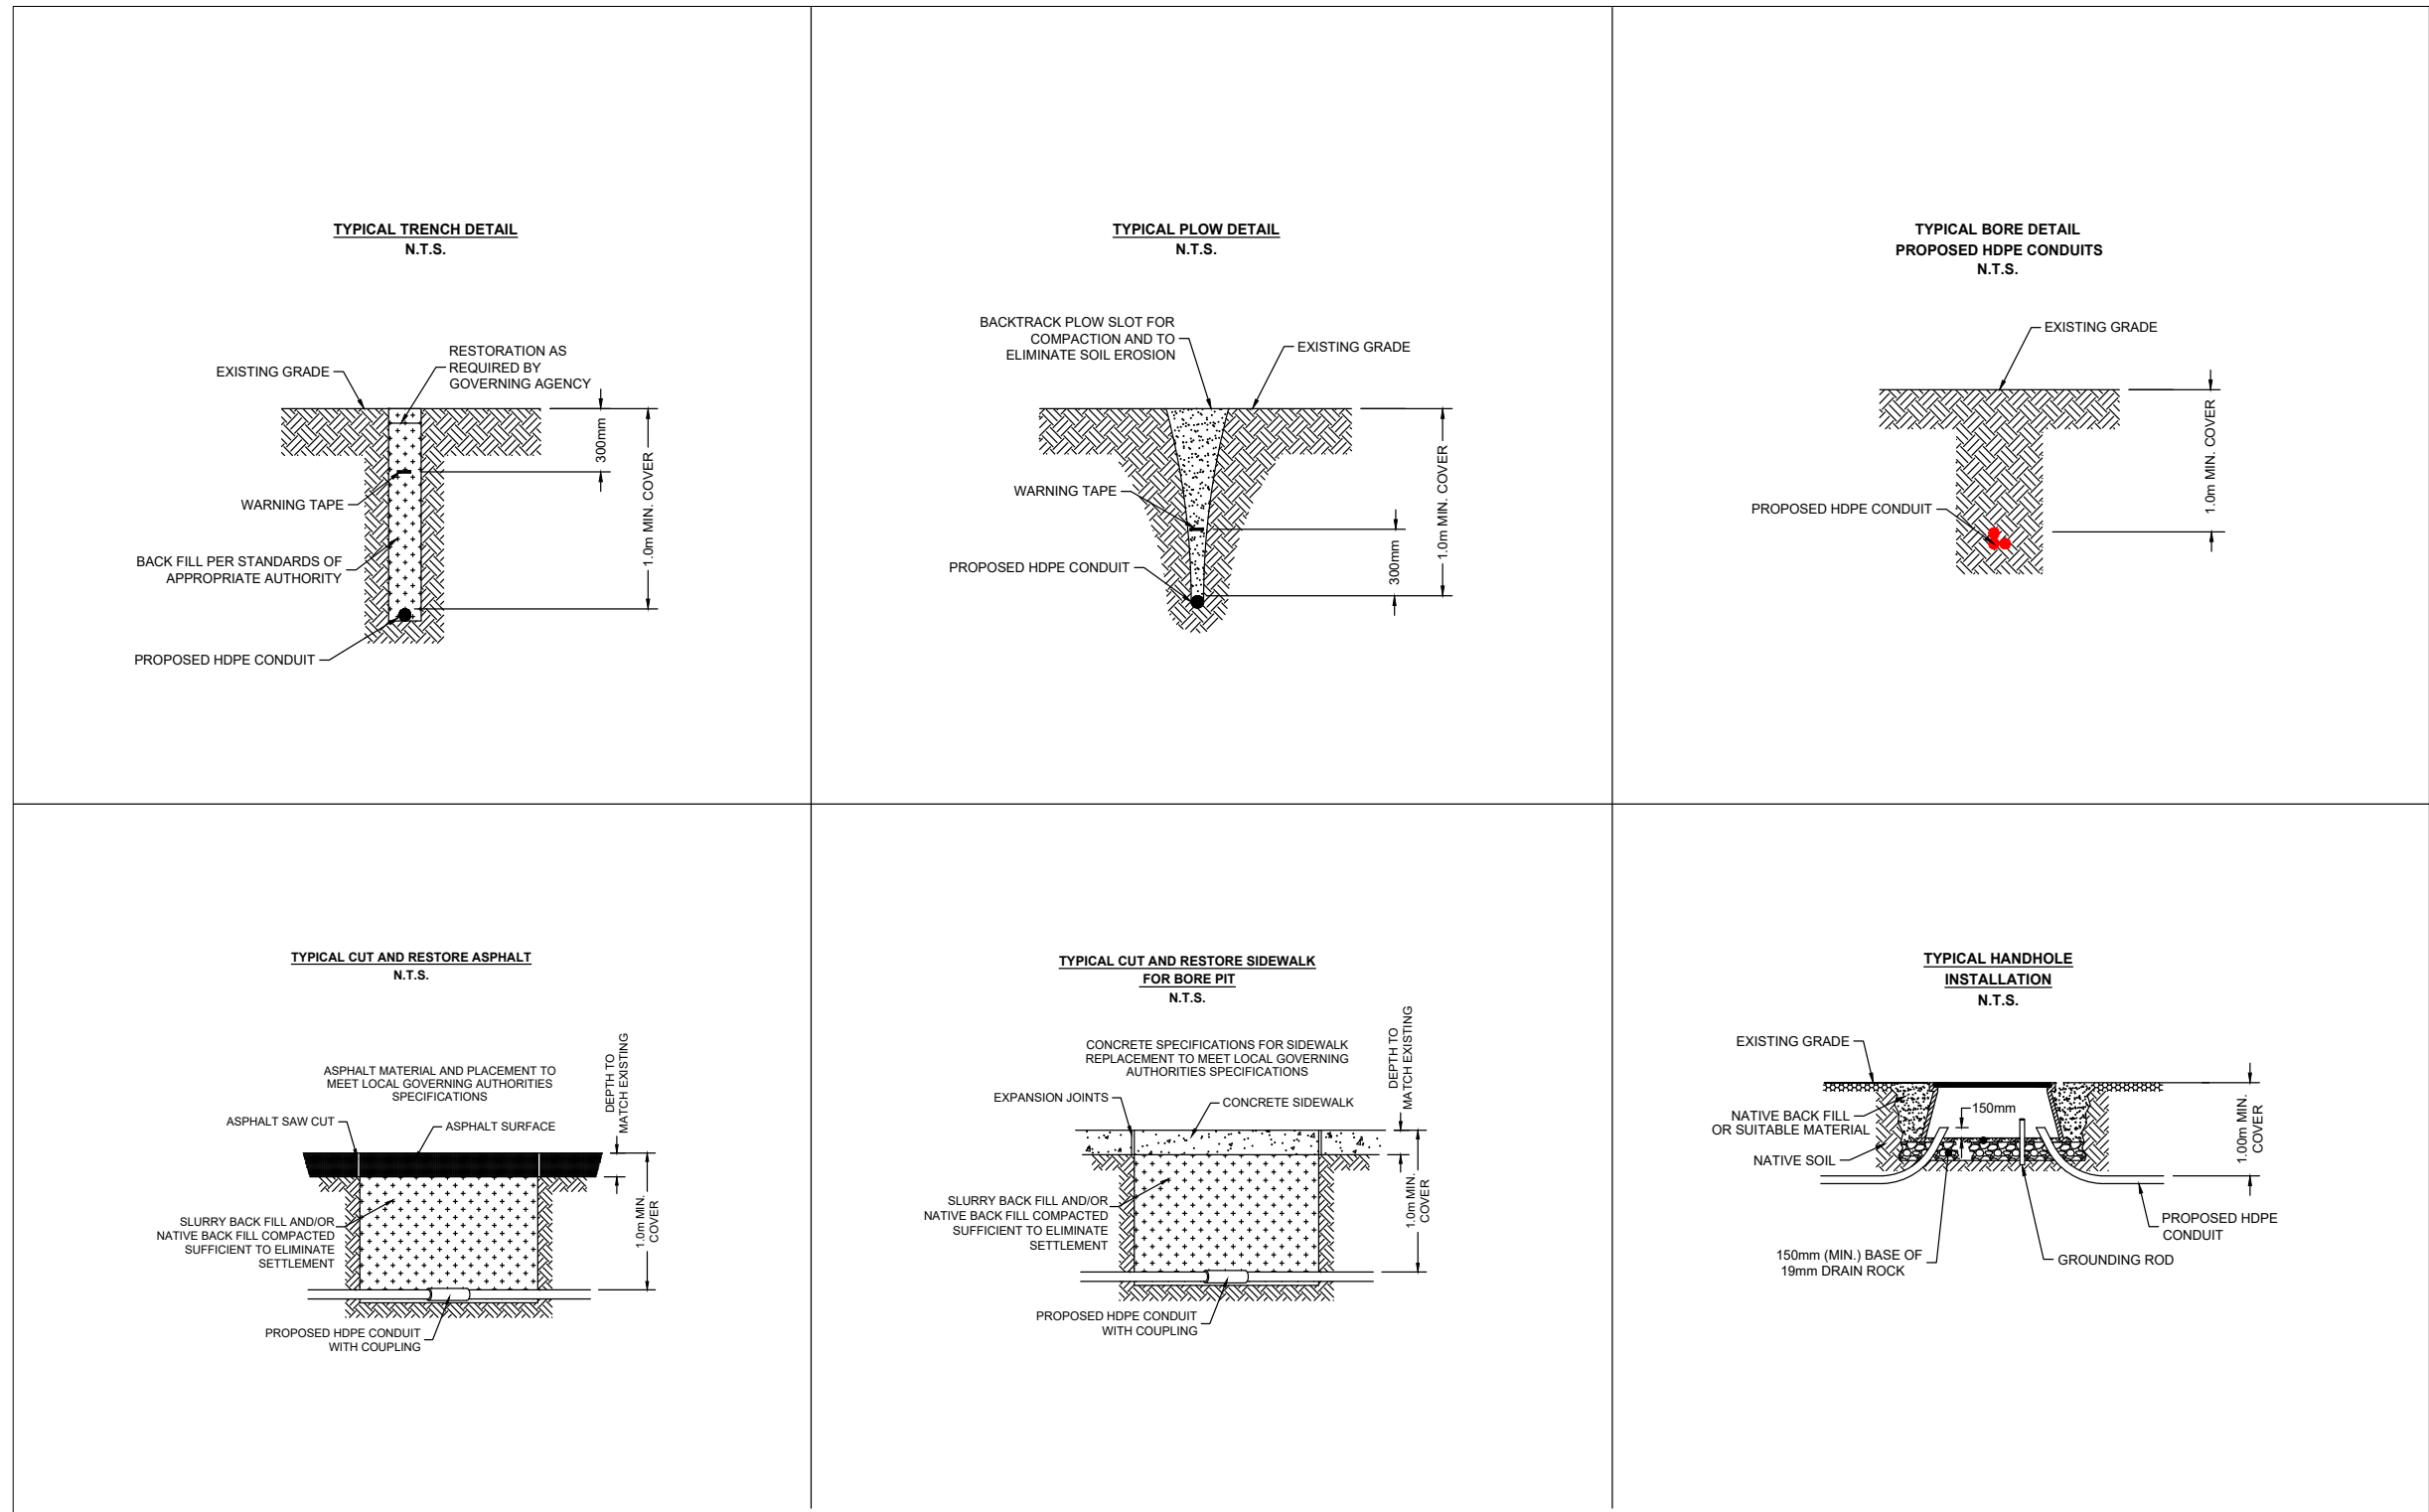 TYPICAL TRENCH DETAIL
N.T.S.
RESTORATION AS
REQUIRED BY
GOVERNING AGENCY
EXISTING GRADE
300mm
1.0m MIN. COVER
WARNING TAPE
BACK FILL PER STANDARDS OF
APPROPRIATE AUTHORITY
PROPOSED HDPE CONDUIT
TYPICAL PLOW DETAIL
N.T.S.
BACKTRACK PLOW SLOT FOR
COMPACTION AND TO
ELIMINATE SOIL EROSION
EXISTING GRADE
WARNING TAPE
1.0m MIN. COVER
300mm
PROPOSED HDPE CONDUIT
TYPICAL BORE DETAIL
PROPOSED HDPE CONDUITS
N.T.S.
EXISTING GRADE
1.0m MIN. COVER
PROPOSED HDPE CONDUIT
TYPICAL CUT AND RESTORE ASPHALT
N.T.S.
DEPTH TO
MATCH EXISTING
ASPHALT MATERIAL AND PLACEMENT TO
MEET LOCAL GOVERNING AUTHORITIES
SPECIFICATIONS
ASPHALT SAW CUT
ASPHALT SURFACE
1.0m MIN.
COVER
SLURRY BACK FILL AND/OR
NATIVE BACK FILL COMPACTED
SUFFICIENT TO ELIMINATE
SETTLEMENT
PROPOSED HDPE CONDUIT
WITH COUPLING
TYPICAL CUT AND RESTORE SIDEWALK
FOR BORE PIT
N.T.S.
DEPTH TO
MATCH EXISTING
CONCRETE SPECIFICATIONS FOR SIDEWALK
REPLACEMENT TO MEET LOCAL GOVERNING
AUTHORITIES SPECIFICATIONS
EXPANSION JOINTS
CONCRETE SIDEWALK
1.0m MIN.
COVER
SLURRY BACK FILL AND/OR
NATIVE BACK FILL COMPACTED
SUFFICIENT TO ELIMINATE
SETTLEMENT
PROPOSED HDPE CONDUIT
WITH COUPLING
TYPICAL HANDHOLE
INSTALLATION
N.T.S.
EXISTING GRADE
150mm
NATIVE BACK FILL
OR SUITABLE MATERIAL
NATIVE SOIL
1.00m MIN.
COVER
PROPOSED HDPE
CONDUIT
150mm (MIN.) BASE OF
19mm DRAIN ROCK
GROUNDING ROD